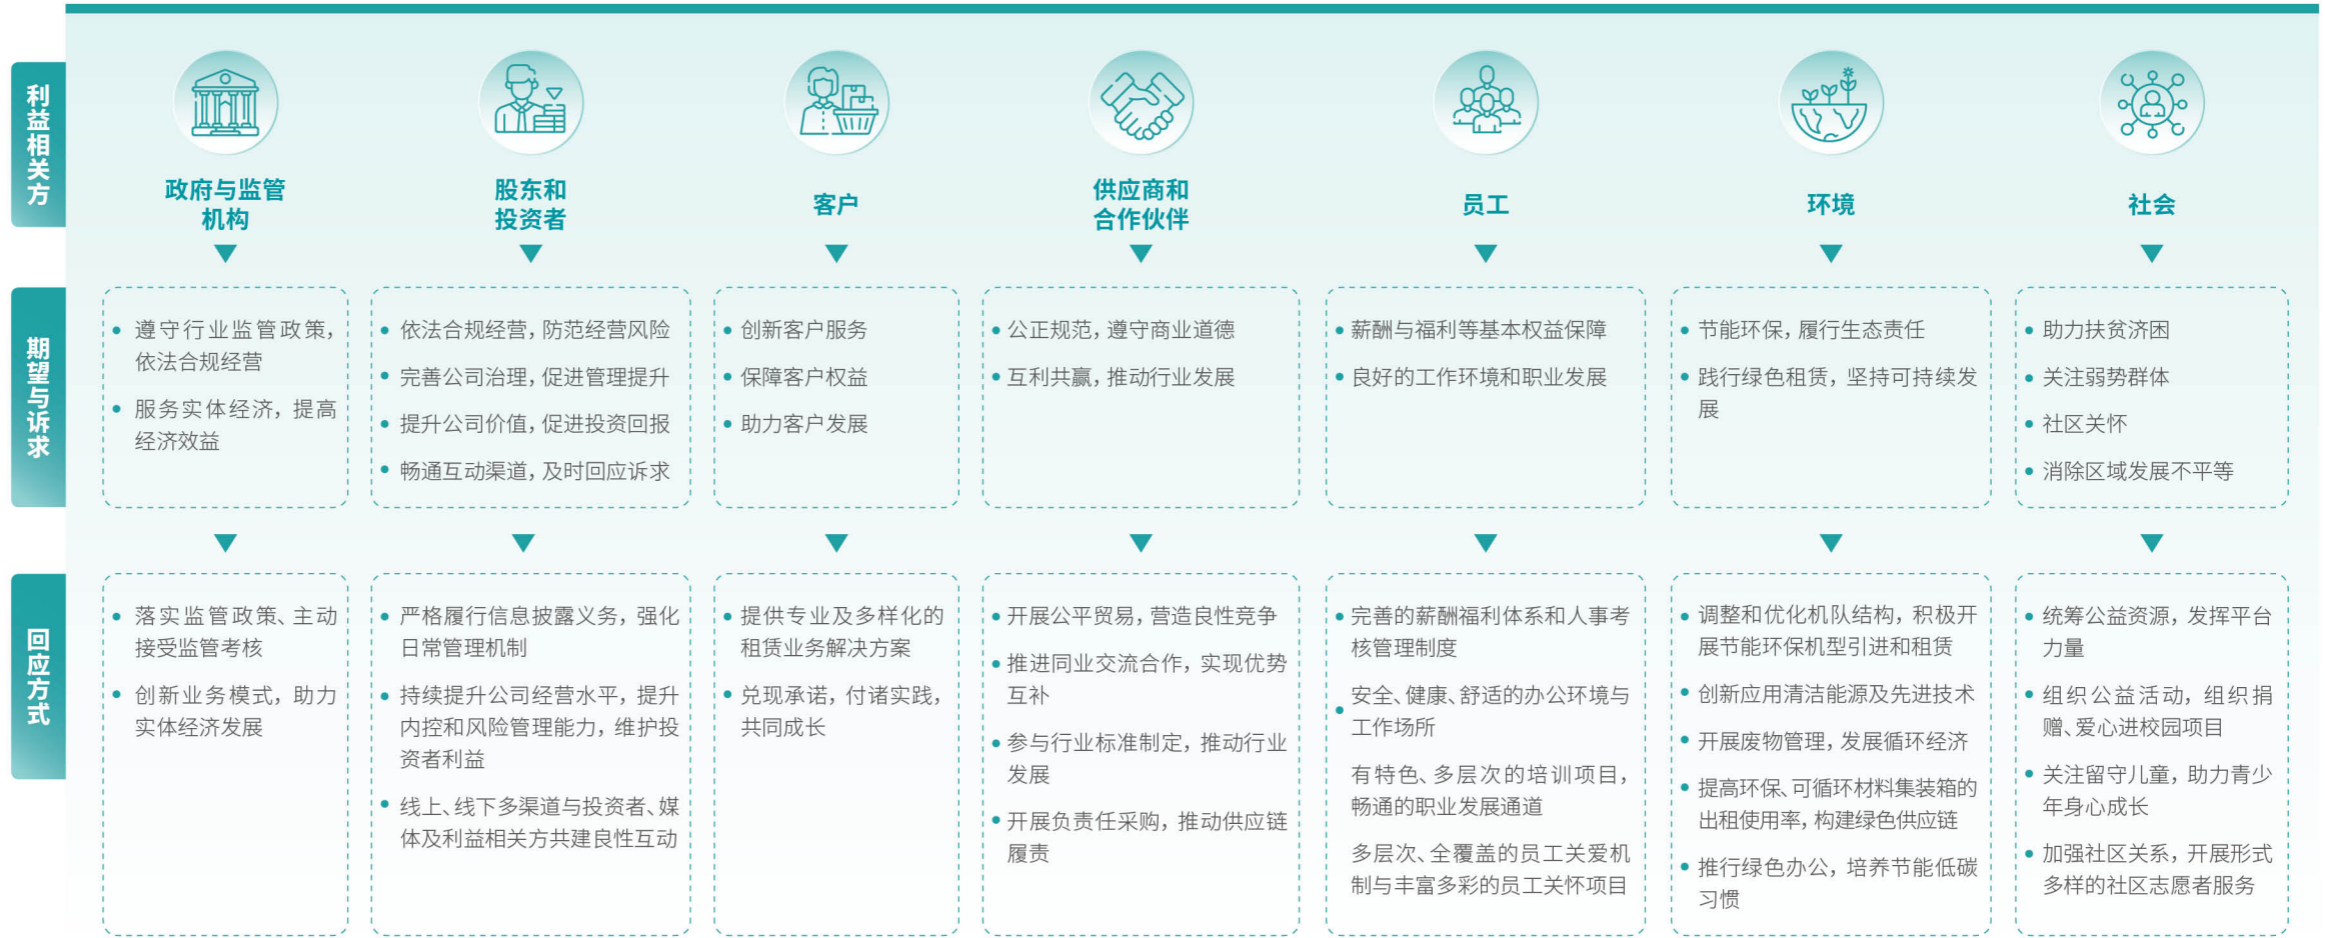 利益相关方
政府与监管
机构
股东和
投资者
客户
供应商和
合作伙伴
员工
环境
社会
期望与诉求
遵守行业监管政策，
依法合规经营
服务实体经济，提高
经济效益
依法合规经营，防范经营风险
完善公司治理，促进管理提升
提升公司价值，促进投资回报
畅通互动渠道，及时回应诉求
创新客户服务
保障客户权益
助力客户发展
公正规范，遵守商业道德
互利共赢，推动行业发展
薪酬与福利等基本权益保障
良好的工作环境和职业发展
节能环保，履行生态责任
践行绿色租赁，坚持可持续发
展
助力扶贫济困
关注弱势群体
社区关怀
消除区域发展不平等
回应方式
落实监管政策、主动
接受监管考核
创新业务模式，助力
实体经济发展
严格履行信息披露义务，强化
日常管理机制
持续提升公司经营水平，提升
内控和风险管理能力，维护投
资者利益
线上、线下多渠道与投资者、媒
体及利益相关方共建良性互动
提供专业及多样化的
租赁业务解决方案
兑现承诺，付诸实践，
共同成长
开展公平贸易，营造良性竞争
推进同业交流合作，实现优势
互补
参与行业标准制定，推动行业
发展
开展负责任采购，推动供应链
履责
完善的薪酬福利体系和人事考
核管理制度
安全、健康、舒适的办公环境与
工作场所
有特色、多层次的培训项目，
畅通的职业发展通道
多层次、全覆盖的员工关爱机
制与丰富多彩的员工关怀项目
调整和优化机队结构，积极开
展节能环保机型引进和租赁
创新应用清洁能源及先进技术
开展废物管理，发展循环经济
提高环保、可循环材料集装箱的
出租使用率，构建绿色供应链
推行绿色办公，培养节能低碳
习惯
统筹公益资源，发挥平台
力量
组织公益活动，组织捐
赠、爱心进校园项目
关注留守儿童，助力青少
年身心成长
加强社区关系，开展形式
多样的社区志愿者服务